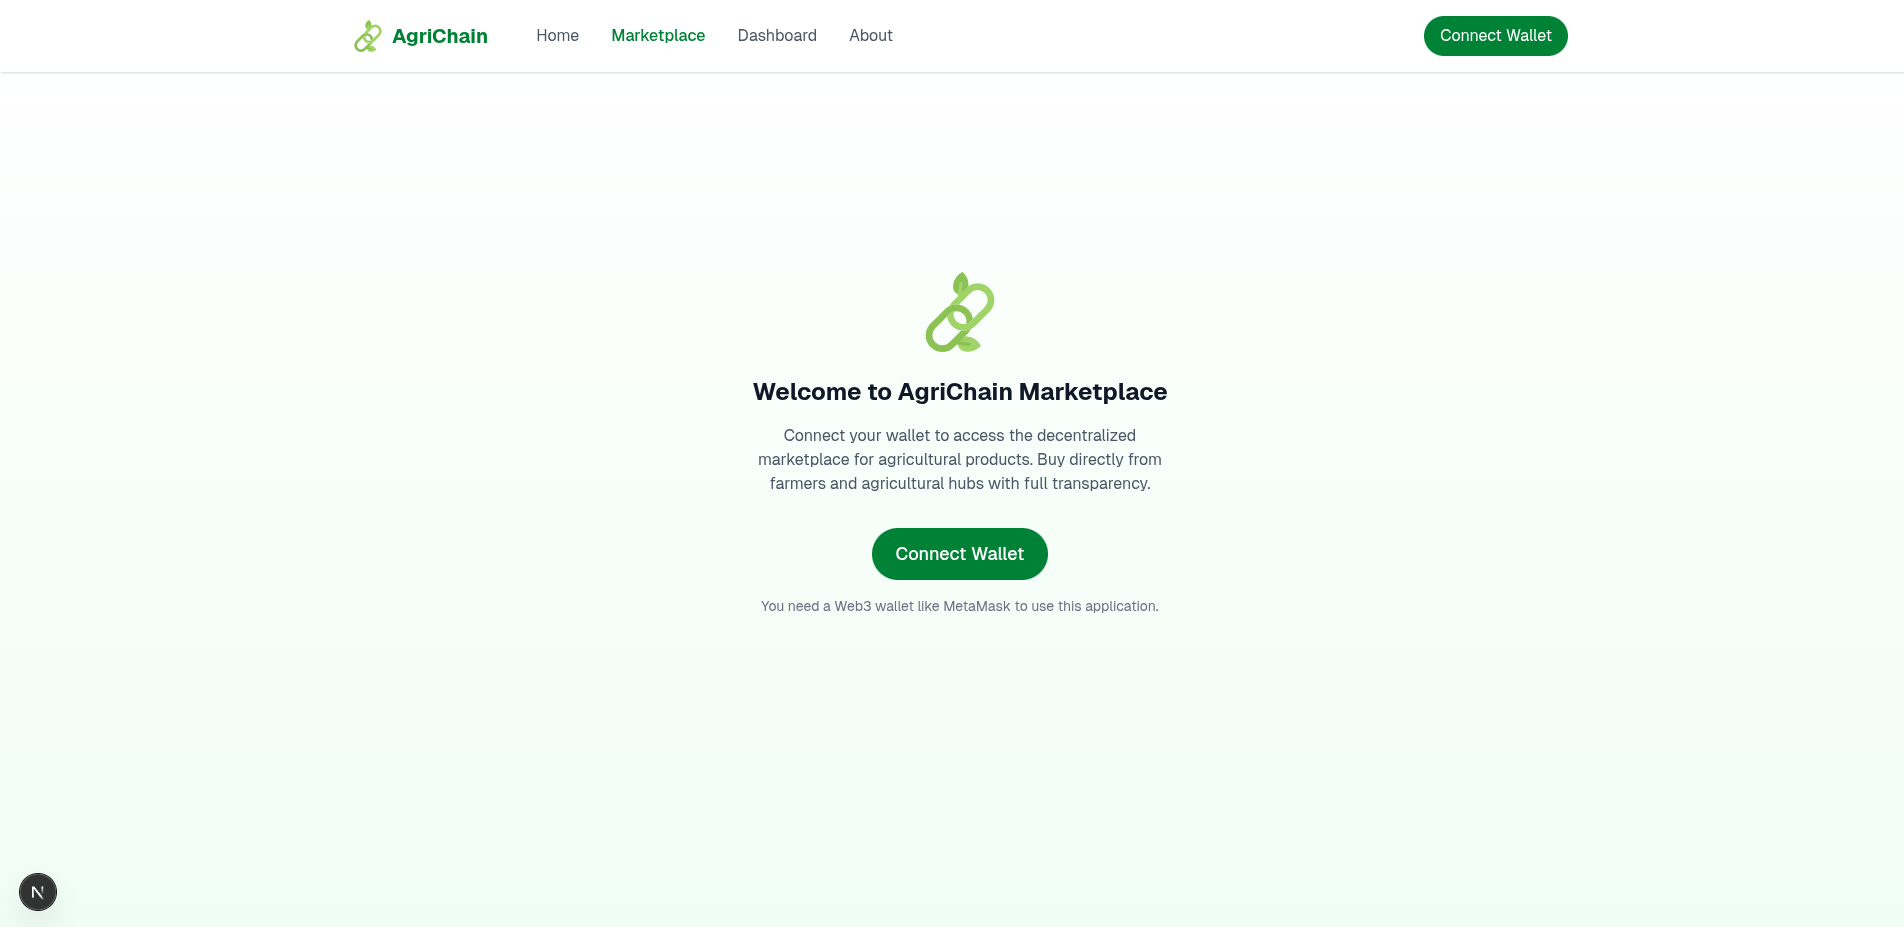 AgriChain
Home
Marketplace
Dashboard
About
Connect Wallet
Welcome to AgriChain Marketplace
Connect your wallet to access the decentralized
marketplace for agricultural products. Buy directly from
farmers and agricultural hubs with full transparency.
Connect Wallet
You need a Web3 wallet like MetaMask to use this application.
N